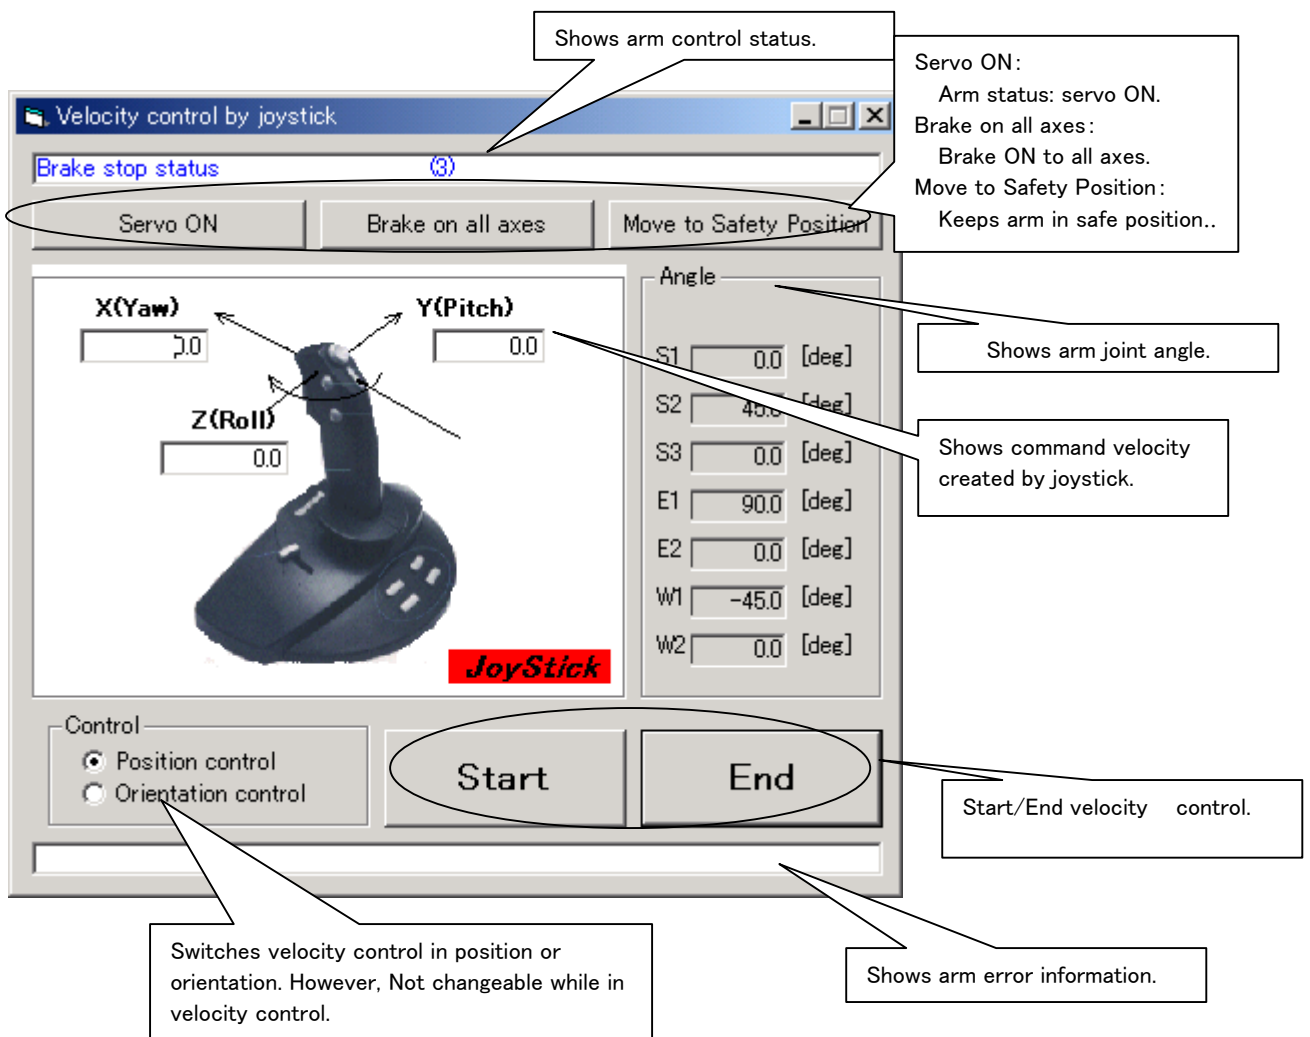 Shows arm control status.
Servo ON:
Arm status: servo ON.
Brake on all axes:
Brake ON to all axes.
Move to Safety Position:
Keeps arm in safe position..
Velocity control by joystick
Brake stop status (3)
Servo ON
Brake on all axes
Move to Safety Position
X(Yaw)
0.0
Y(Pitch)
0.0
Z(Roll)
0.0
JoyStick
Angle
S1 0.0 [deg]
S2 45.0 [deg]
S3 0.0 [deg]
E1 90.0 [deg]
E2 0.0 [deg]
W1 -45.0 [deg]
W2 0.0 [deg]
Shows arm joint angle.
Shows command velocity
created by joystick.
Control
Position control
Orientation control
Start
End
Start/End velocity control.
Switches velocity control in position or
orientation. However, Not changeable while in
velocity control.
Shows arm error information.